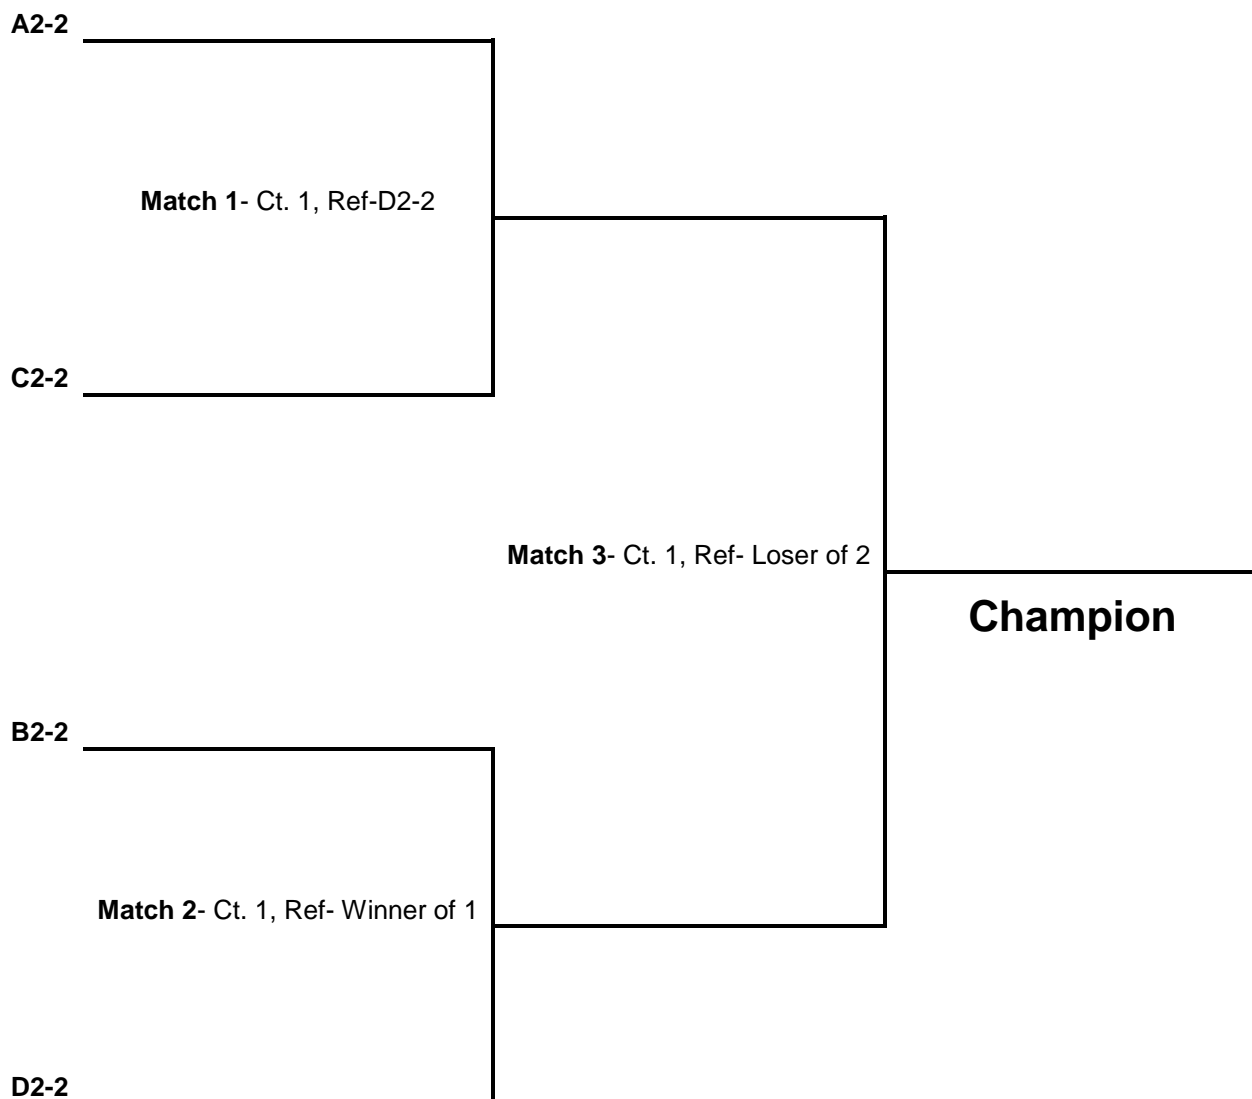 A2-2
Match 1- Ct. 1, Ref-D2-2
C2-2
Match 3- Ct. 1, Ref- Loser of 2
Champion
B2-2
Match 2- Ct. 1, Ref- Winner of 1
D2-2